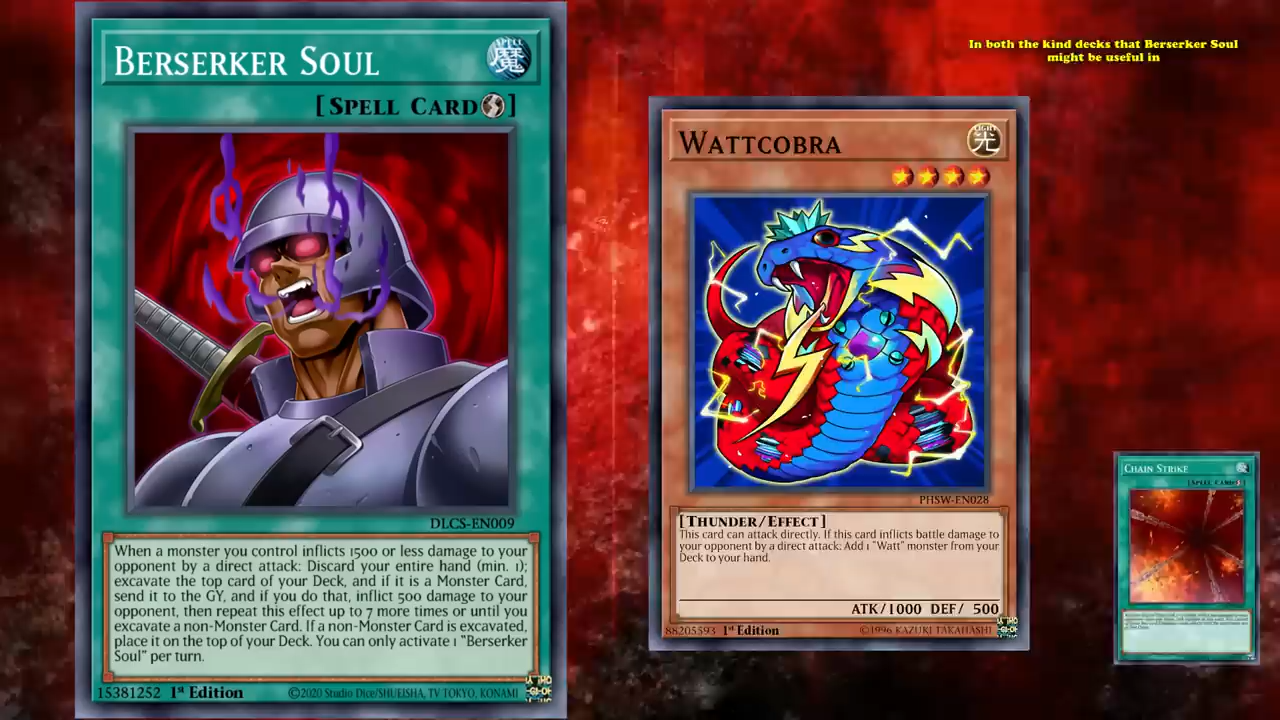 Berserker Soul
SPELL
魔
[Spell Card]
DLCS-EN009
When a monster you control inflicts 1500 or less damage to your
opponent by a direct attack: Discard your entire hand (min. 1);
excavate the top card of your Deck, and if it is a Monster Card,
send it to the GY, and if you do that, inflict 500 damage to your
opponent, then repeat this effect up to 7 more times or until you
excavate a non-Monster Card. If a non-Monster Card is excavated,
place it on the top of your Deck. You can only activate 1 "Berserker
Soul" per turn.
15381252 1st Edition
©2020 Studio Dice/SHUEISHA, TV TOKYO, KONAMI
Wattcobra
LIGHT
光
PHSW-EN028
[Thunder/Effect]
This card can attack directly. If this card inflicts battle damage to
your opponent by a direct attack: Add 1 "Watt" monster from your
Deck to your hand.
ATK/1000 DEF/ 500
88205593 1st Edition
©1996 KAZUKI TAKAHASHI
In both the kind decks that Berserker Soul
might be useful in
Chain Strike
[Spell Card]